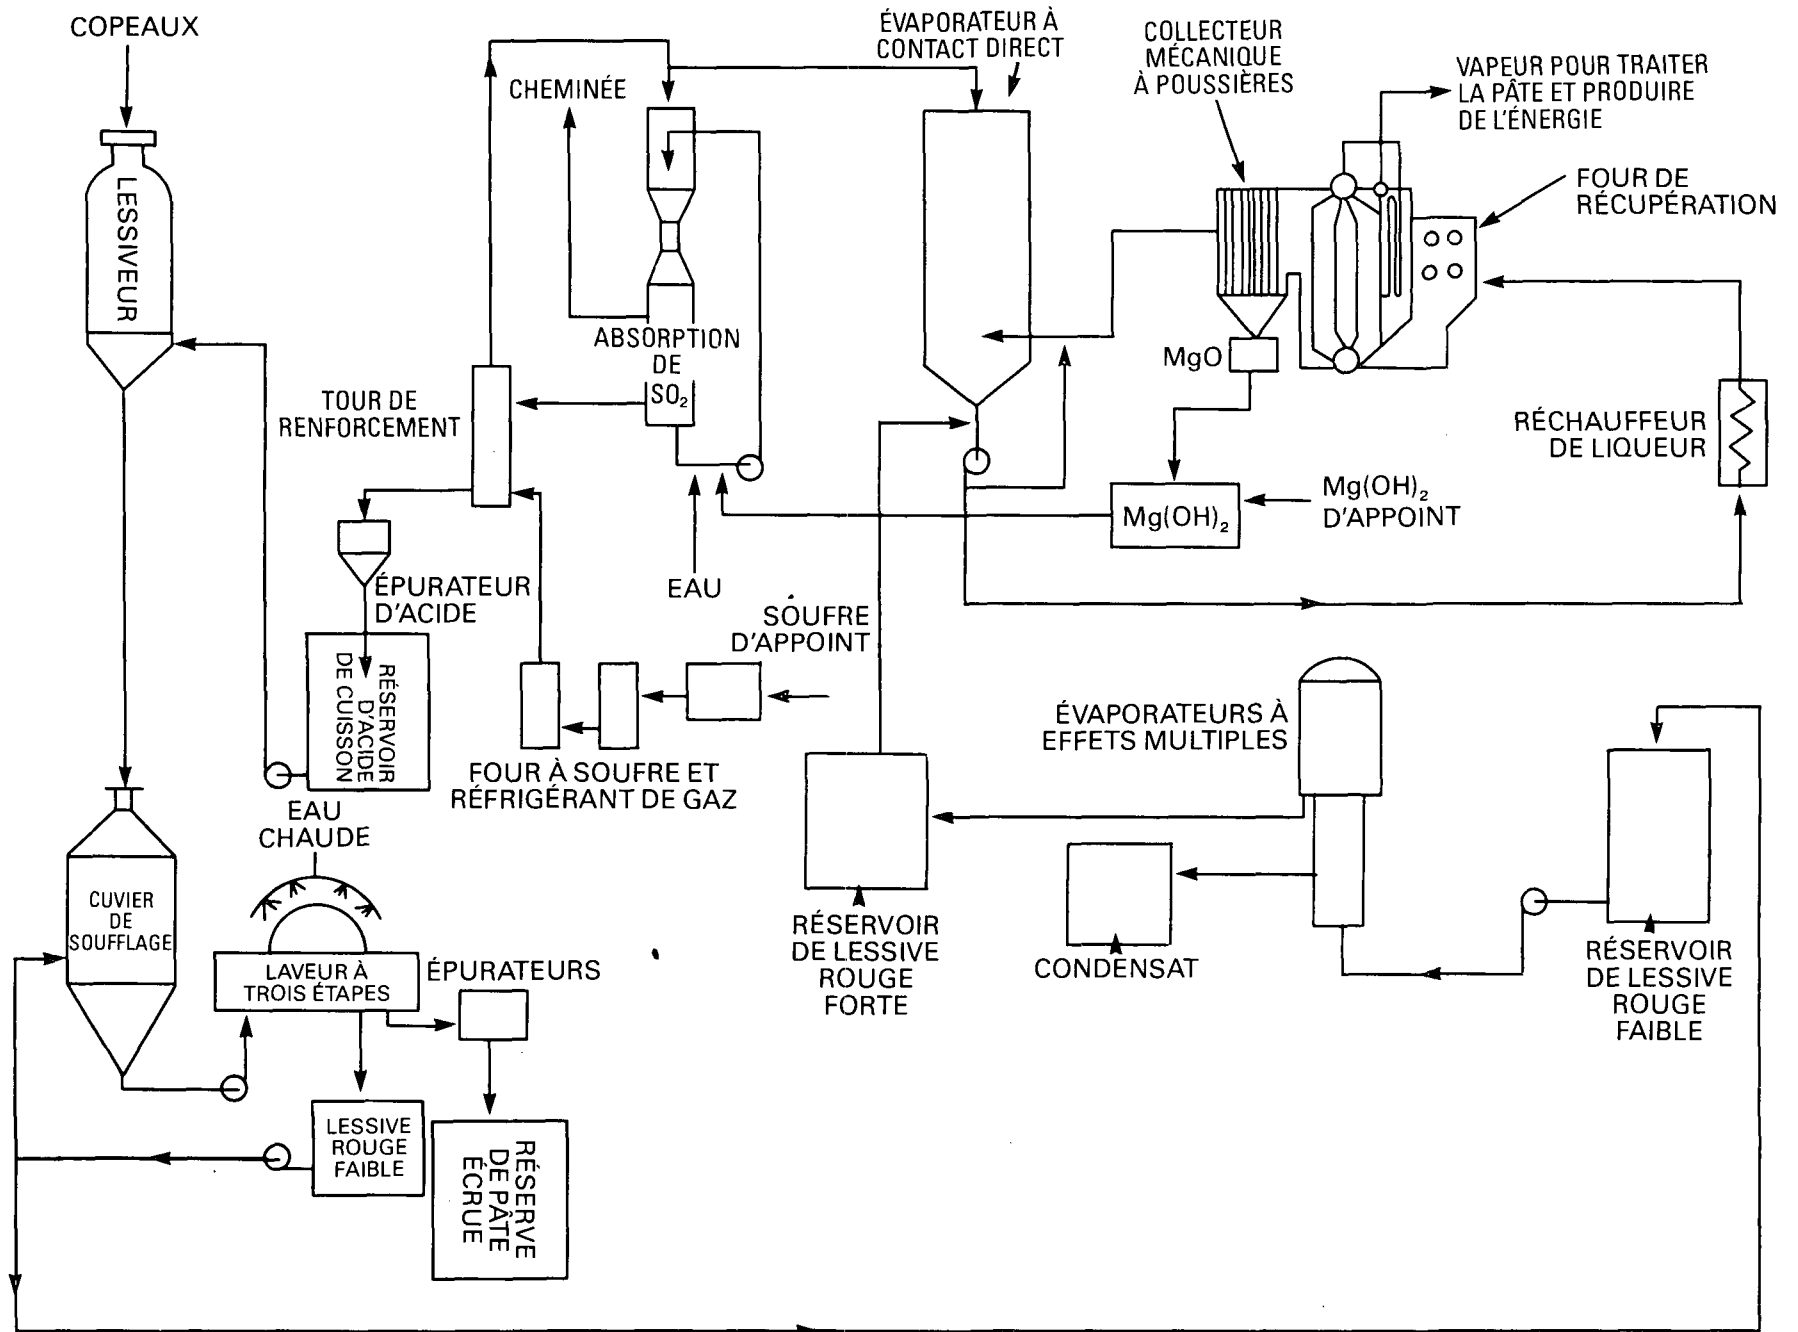 COPEAUX
LESSIVEUR
CHEMINÉE
ÉVAPORATEUR À
CONTACT DIRECT
COLLECTEUR
MÉCANIQUE
À POUSSIÈRES
VAPEUR POUR TRAITER
LA PÂTE ET PRODUIRE
DE L'ÉNERGIE
FOUR DE
RÉCUPÉRATION
ABSORPTION
DE
SO₂
MgO
TOUR DE
RENFORCEMENT
RÉCHAUFFEUR
DE LIQUEUR
Mg(OH)₂
Mg(OH)₂
D'APPOINT
EAU
ÉPURATEUR
D'ACIDE
SOUFRE
D'APPOINT
RÉSERVOIR
D'ACIDE
DE CUISSON
FOUR À SOUFRE ET
RÉFRIGÉRANT DE GAZ
ÉVAPORATEURS À
EFFETS MULTIPLES
EAU
CHAUDE
CUVIER
DE
SOUFFLAGE
LAVEUR À
TROIS ÉTAPES
ÉPURATEURS
RÉSERVOIR
DE LESSIVE
ROUGE
FORTE
CONDENSAT
RÉSERVOIR
DE LESSIVE
ROUGE
FAIBLE
LESSIVE
ROUGE
FAIBLE
RÉSERVE
DE PÂTE
ÉCRUE